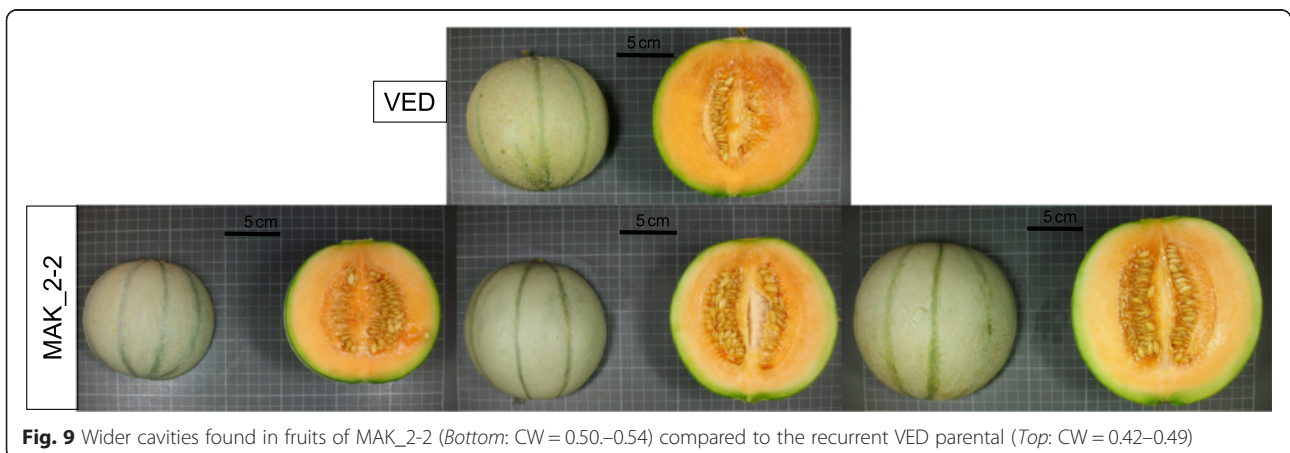 5 cm
VED
5 cm
5 cm
5 cm
MAK_2-2
Fig. 9 Wider cavities found in fruits of MAK_2-2 (Bottom: CW = 0.50.–0.54) compared to the recurrent VED parental (Top: CW = 0.42–0.49)